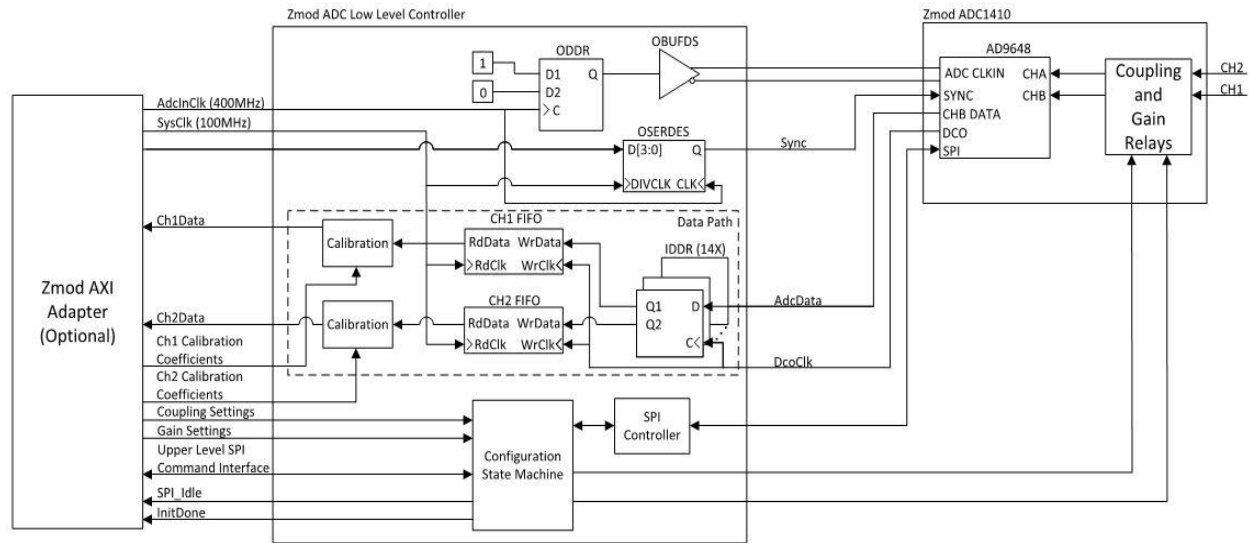 Zmod ADC Low Level Controller
Zmod ADC1410
ODDR
OBUFDS
AD9648
1
D1
Q
0
D2
>C
ADC CLKIN
CHA
SYNC
CHB
CHB DATA
DCO
SPI
Coupling
and
Gain
Relays
CH2
CH1
AdcInClk (400MHz)
SysClk (100MHz)
OSERDES
D[3:0]
Q
>DIVCLK
CLK<
Sync
Data Path
Zmod AXI
Adapter
(Optional)
Ch1Data
Calibration
CH1 FIFO
RdData
WrData
>RdClk
WrClk<
IDDR (14X)
Q1
D
Q2
C<
AdcData
DcoClk
Ch2Data
Calibration
CH2 FIFO
RdData
WrData
>RdClk
WrClk<
Ch1 Calibration
Coefficients
Ch2 Calibration
Coefficients
Coupling Settings
Gain Settings
Upper Level SPI
Command Interface
SPI_Idle
InitDone
Configuration
State Machine
SPI
Controller